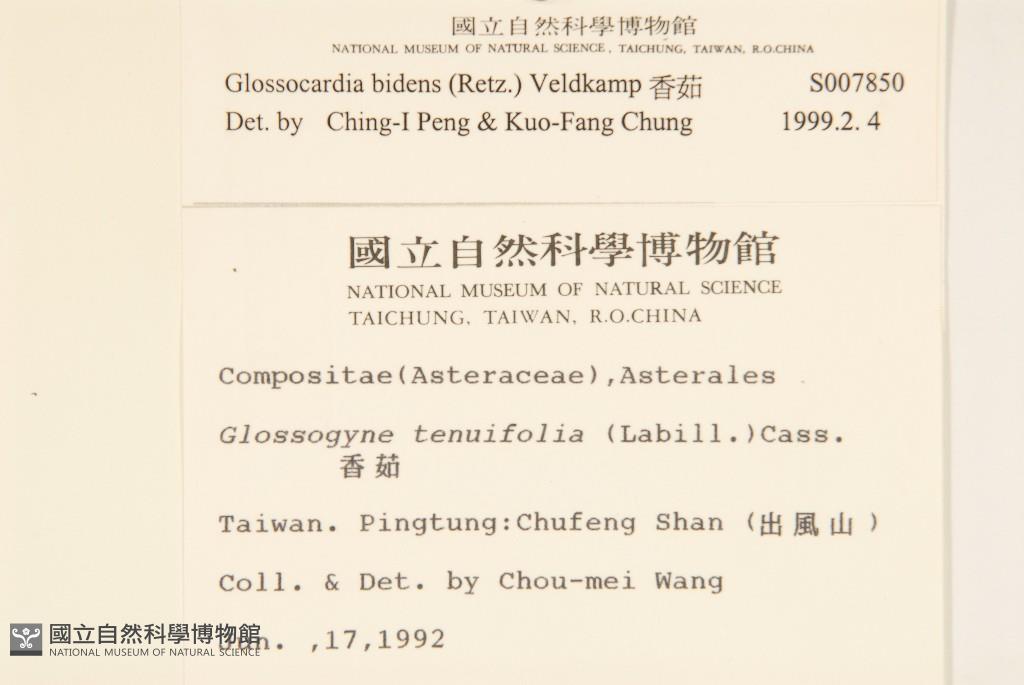 國立自然科學博物館
NATIONAL MUSEUM OF NATURAL SCIENCE, TAICHUNG, TAIWAN, R.O.CHINA
Glossocardia bidens (Retz.) Veldkamp 香茹 S007850
Det. by Ching-I Peng & Kuo-Fang Chung 1999.2. 4
國立自然科學博物館
NATIONAL MUSEUM OF NATURAL SCIENCE
TAICHUNG, TAIWAN, R.O.CHINA
Compositae(Asteraceae),Asterales
Glossogyne tenuifolia (Labill.)Cass.
香茹
Taiwan. Pingtung:Chufeng Shan (出風山)
Coll. & Det. by Chou-mei Wang
,17,1992
國立自然科學博物館
NATIONAL MUSEUM OF NATURAL SCIENCE